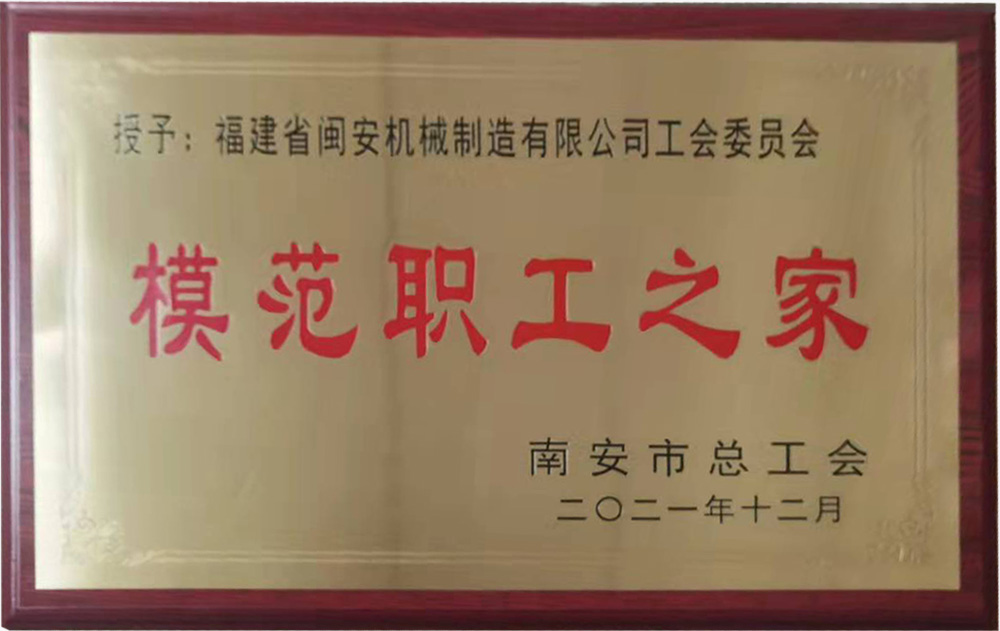 授予：福建省闽安机械制造有限公司工会委员会
模范职工之家
南安市总工会
二〇二一年十二月